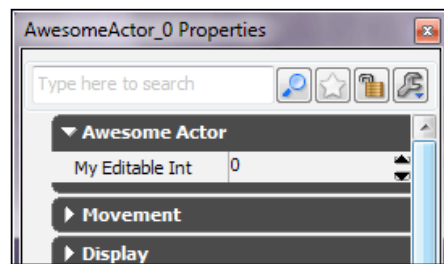 AwesomeActor_0 Properties
Type here to search
Awesome Actor
My Editable Int 0
Movement
Display